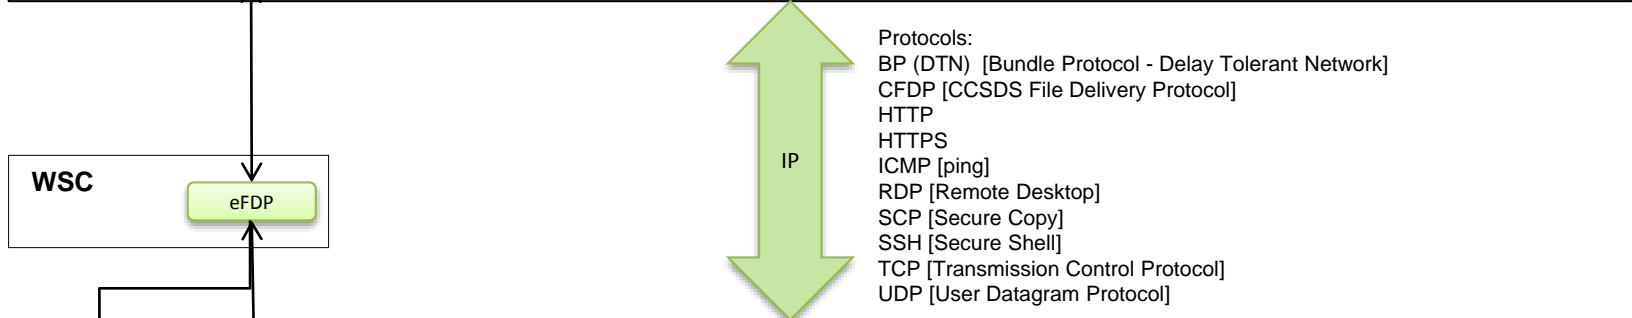 WSC
eFDP
IP
Protocols:
BP (DTN)  [Bundle Protocol - Delay Tolerant Network]
CFDP [CCSDS File Delivery Protocol]
HTTP
HTTPS
ICMP [ping]
RDP [Remote Desktop]
SCP [Secure Copy]
SSH [Secure Shell]
TCP [Transmission Control Protocol]
UDP [User Datagram Protocol]